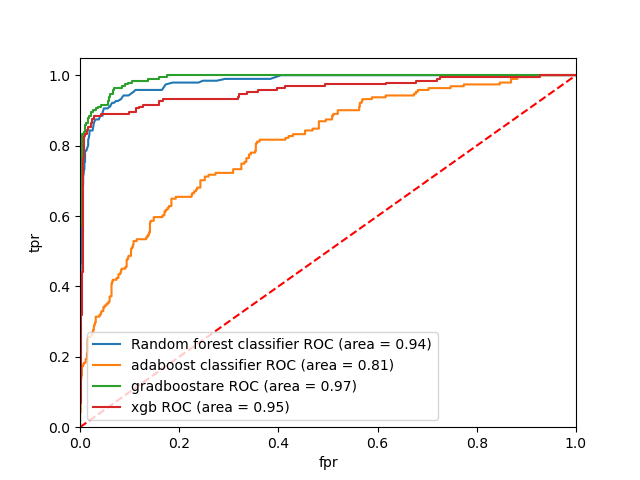 1.0
0.8
0.6
0.4
0.2
0.0
tpr
Random forest classifier ROC (area = 0.94)
adaboost classifier ROC (area = 0.81)
gradboostare ROC (area = 0.97)
xgb ROC (area = 0.95)
0.0 0.2 0.4 0.6 0.8 1.0
fpr